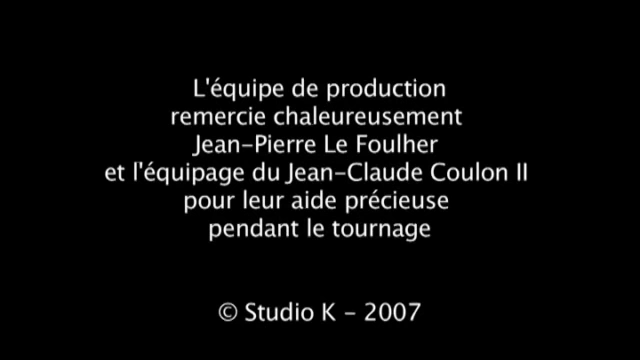 L'équipe de production
remercie chaleureusement
Jean-Pierre Le Foulher
et l'équipage du Jean-Claude Coulon II
pour leur aide précieuse
pendant le tournage
© Studio K - 2007